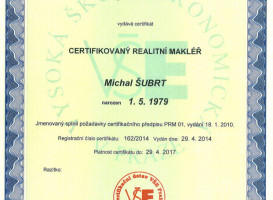 vydává certifikát
CERTIFIKOVANÝ REALITNÍ MAKLÉŘ
Michal ŠUBRT
narozen 1. 5. 1979
Jmenovaný splnil požadavky certifikačního předpisu PRM 01, vydání 18. 1. 2010.
Registrační číslo certifikátu: 162/2014 Vydán dne: 29. 4. 2014
Platnost certifikátu do: 29. 4. 2017
Razítko: